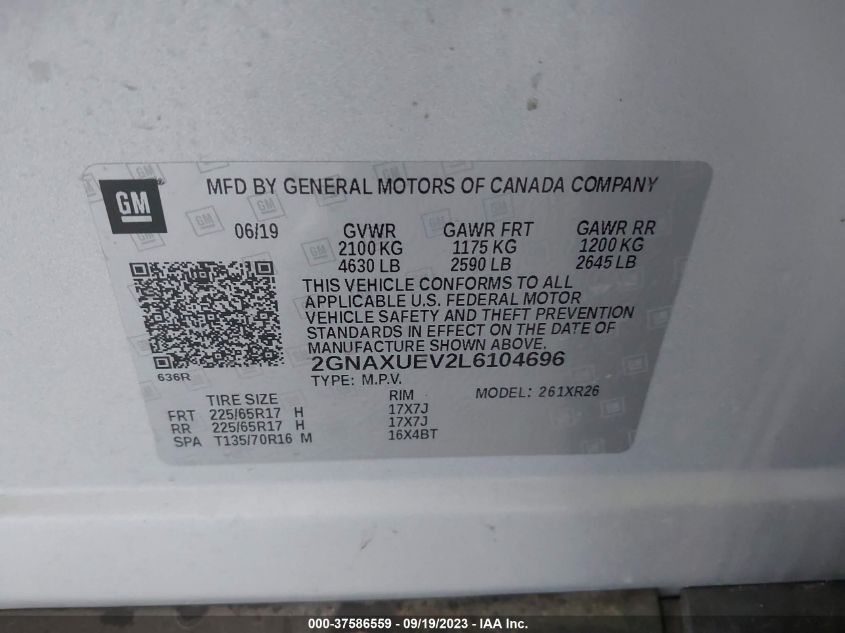 GM
MFD BY GENERAL MOTORS OF CANADA COMPANY
06/19 GVWR GAWR FRT GAWR RR
2100 KG 1175 KG 1200 KG
4630 LB 2590 LB 2645 LB
THIS VEHICLE CONFORMS TO ALL
APPLICABLE U.S. FEDERAL MOTOR
VEHICLE SAFETY AND THEFT PREVENTION
STANDARDS IN EFFECT ON THE DATE OF
MANUFACTURE SHOWN ABOVE.
2GNAXUEV2L6104696
636R
TYPE: M.P.V.
TIRE SIZE RIM MODEL: 261XR26
FRT 225/65R17 H 17X7J
RR 225/65R17 H 17X7J
SPA T135/70R16 M 16X4BT
000-37586559 - 09/19/2023 - IAA Inc.